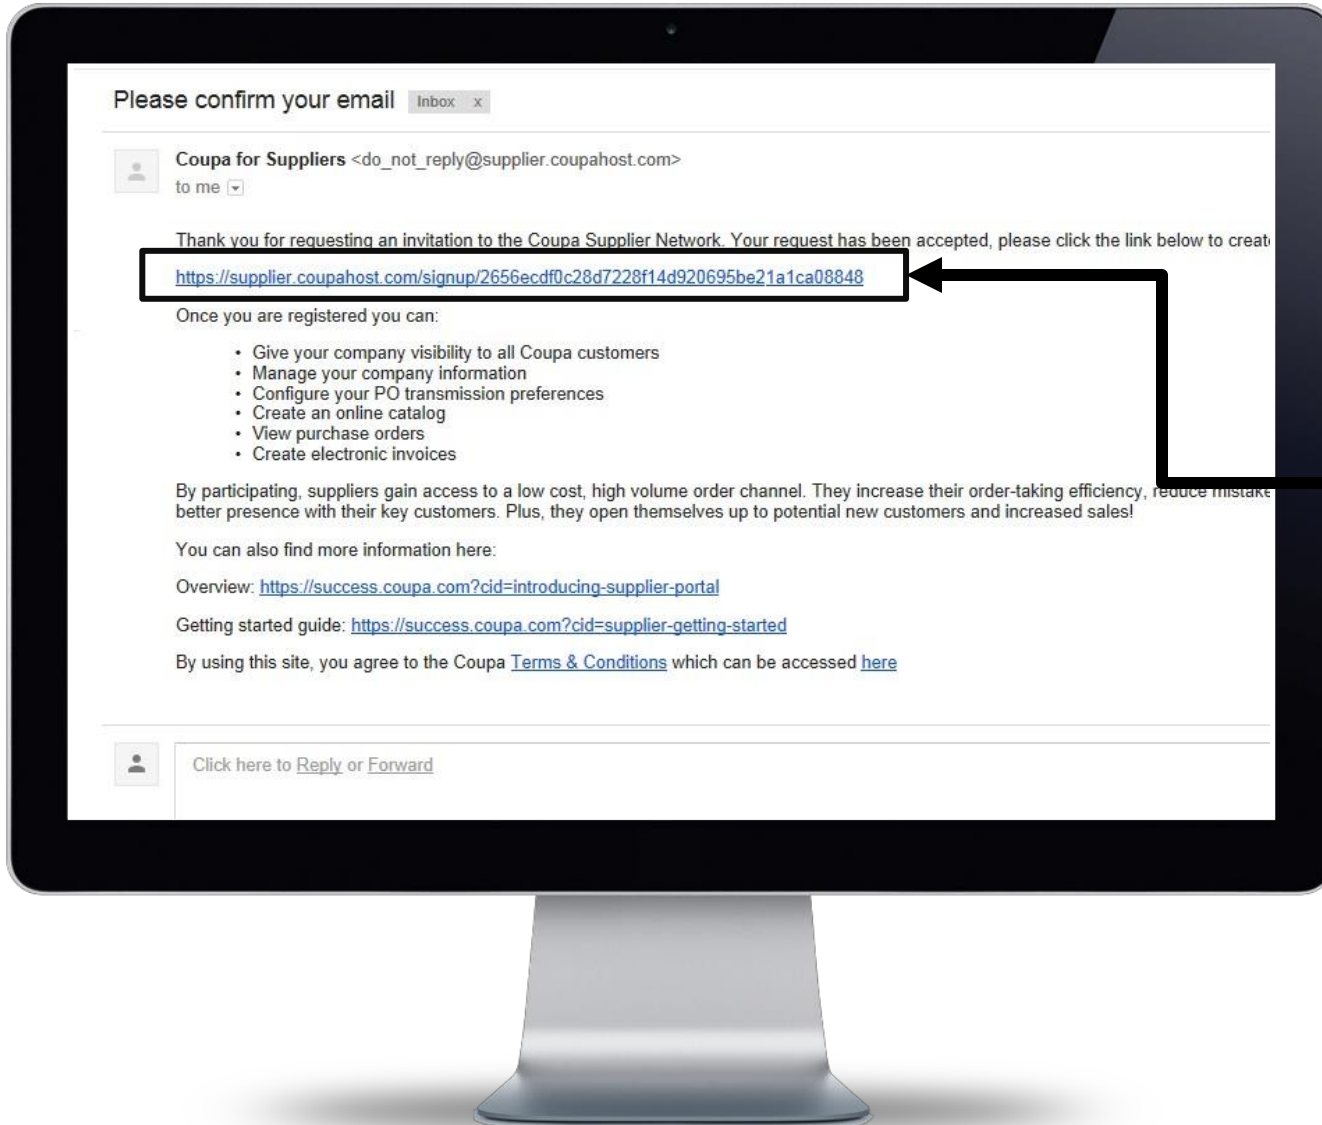 Please confirm your email Inbox x
Coupa for Suppliers <do_not_reply@supplier.coupahost.com>
to me
Thank you for requesting an invitation to the Coupa Supplier Network. Your request has been accepted, please click the link below to create
https://supplier.coupahost.com/signup/2656ecdf0c28d7228f14d920695be21a1ca08848
Once you are registered you can:
• Give your company visibility to all Coupa customers
• Manage your company information
• Configure your PO transmission preferences
• Create an online catalog
• View purchase orders
• Create electronic invoices
By participating, suppliers gain access to a low cost, high volume order channel. They increase their order-taking efficiency, reduce mistake
better presence with their key customers. Plus, they open themselves up to potential new customers and increased sales!
You can also find more information here:
Overview: https://success.coupa.com?cid=introducing-supplier-portal
Getting started guide: https://success.coupa.com?cid=supplier-getting-started
By using this site, you agree to the Coupa Terms & Conditions which can be accessed here
Click here to Reply or Forward